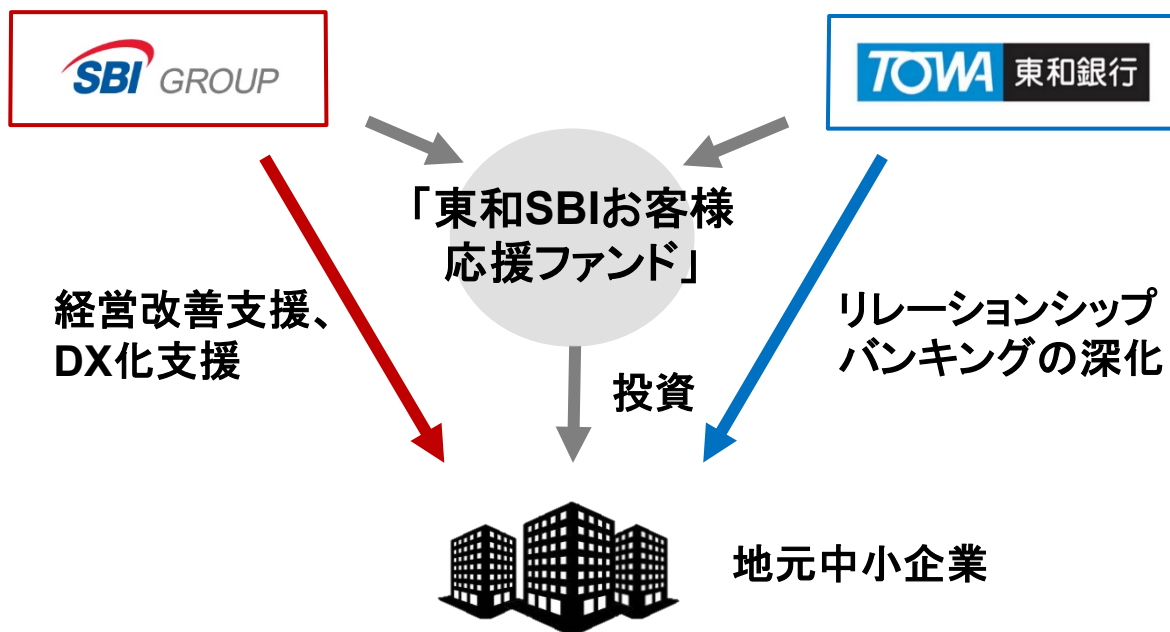 SBI GROUP
TOWA 東和銀行
「東和SBIお客様
応援ファンド」
経営改善支援、
DX化支援
リレーションシップ
バンキングの深化
投資
地元中小企業